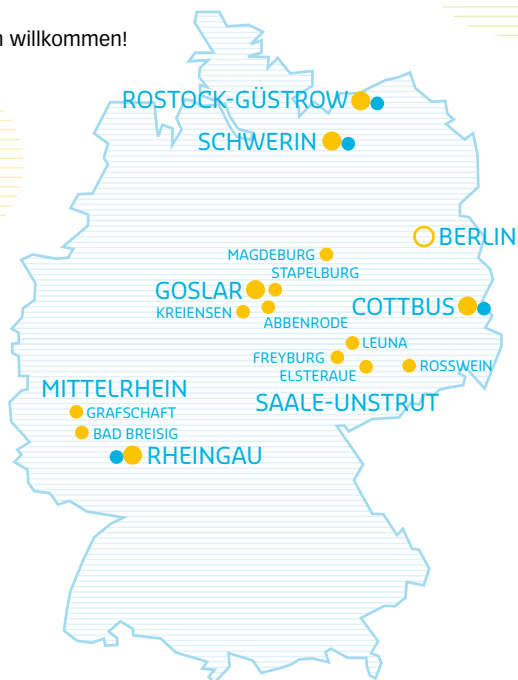 willkommen!
ROSTOCK-GÜSTROW
SCHWERIN
BERLIN
MAGDEBURG
STAPELBURG
GOSLAR
COTTBUS
KREIENSEN
ABBENRODE
LEUNA
FREYBURG
ROSSWEIN
ELSTERAUE
MITTELRHEIN
SAALE-UNSTRUT
GRAFSCHAFT
BAD BREISIG
RHEINGAU